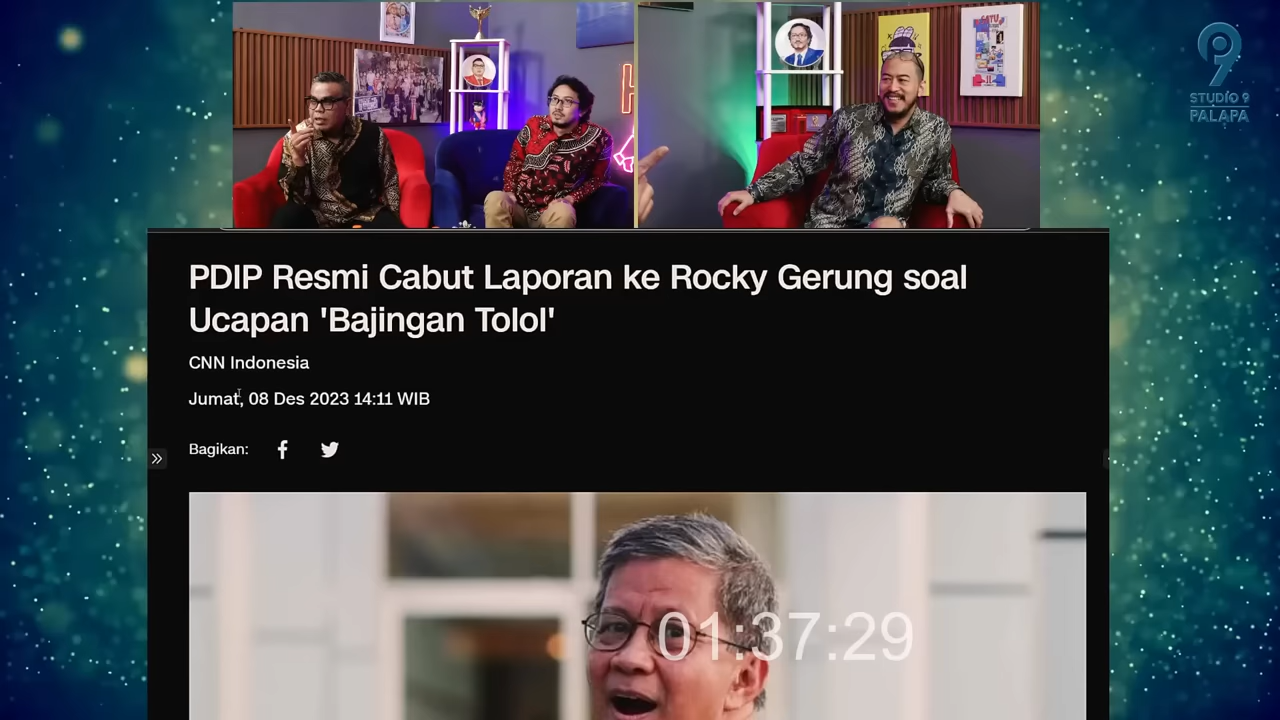 STUDIO 9
PALAPA
PDIP Resmi Cabut Laporan ke Rocky Gerung soal
Ucapan 'Bajingan Tolol'
CNN Indonesia
Jumat, 08 Des 2023 14:11 WIB
Bagikan:
01:37:29